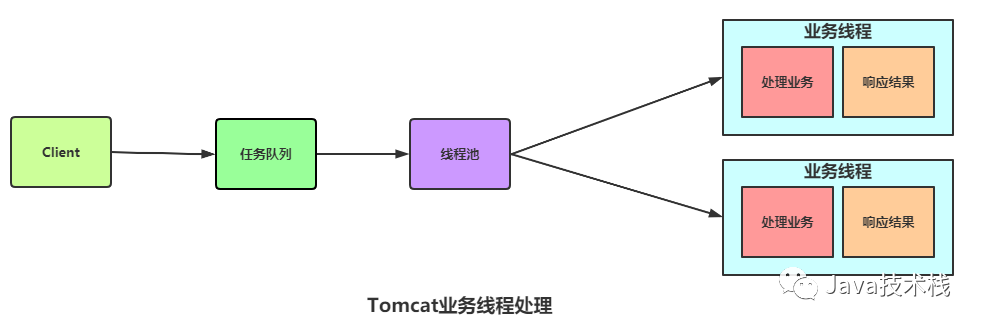 业务线程
处理业务
响应结果
Client
任务队列
线程池
业务线程
处理业务
响应结果
Java技术栈
Tomcat业务线程处理